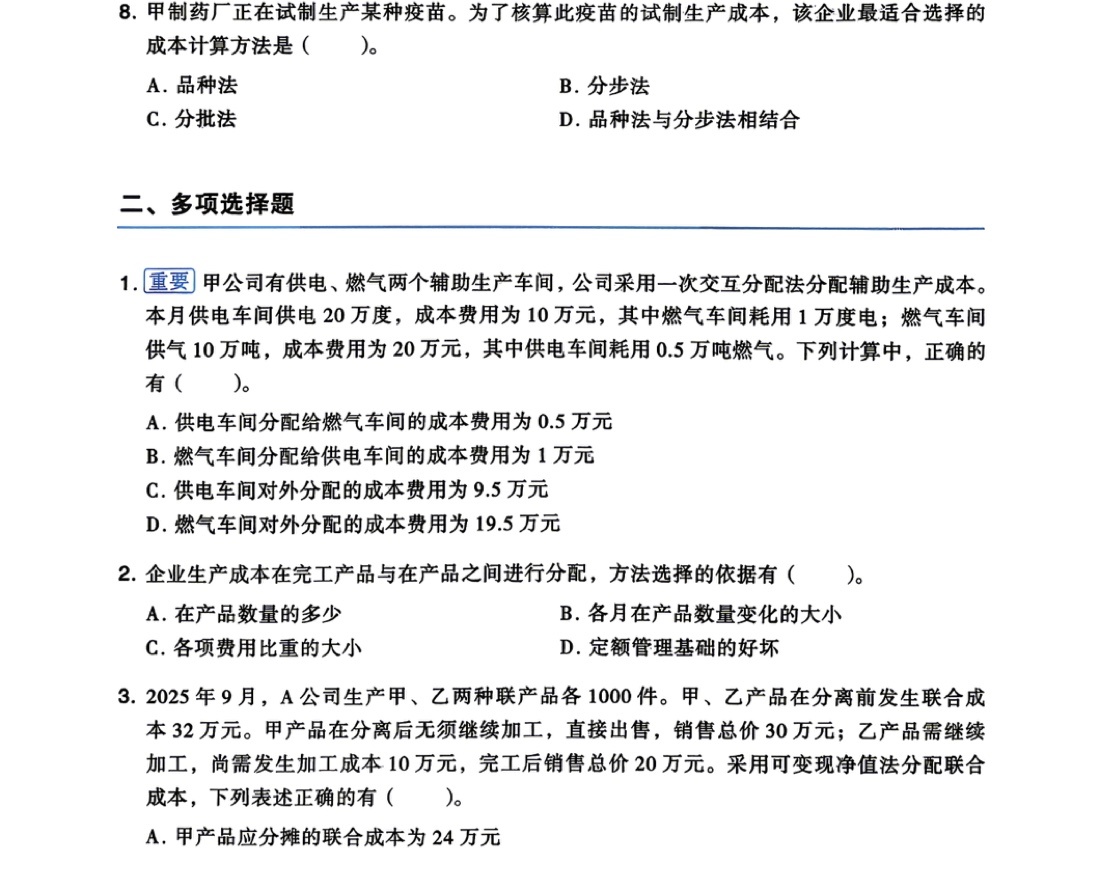 8. 甲制药厂正在试制生产某种疫苗。为了核算此疫苗的试制生产成本，该企业最适合选择的
成本计算方法是（　　）。
A. 品种法　　B. 分步法
C. 分批法　　D. 品种法与分步法相结合
二、多项选择题
1. 重要 甲公司有供电、燃气两个辅助生产车间，公司采用一次交互分配法分配辅助生产成本。
本月供电车间供电 20 万度，成本费用为 10 万元，其中燃气车间耗用 1 万度电；燃气车间
供气 10 万吨，成本费用为 20 万元，其中供电车间耗用 0.5 万吨燃气。下列计算中，正确的
有（　　）。
A. 供电车间分配给燃气车间的成本费用为 0.5 万元
B. 燃气车间分配给供电车间的成本费用为 1 万元
C. 供电车间对外分配的成本费用为 9.5 万元
D. 燃气车间对外分配的成本费用为 19.5 万元
2. 企业生产成本在完工产品与在产品之间进行分配，方法选择的依据有（　　）。
A. 在产品数量的多少　　B. 各月在产品数量变化的大小
C. 各项费用比重的大小　　D. 定额管理基础的好坏
3. 2025 年 9 月，A 公司生产甲、乙两种联产品各 1000 件。甲、乙产品在分离前发生联合成
本 32 万元。甲产品在分离后无须继续加工，直接出售，销售总价 30 万元；乙产品需继续
加工，尚需发生加工成本 10 万元，完工后销售总价 20 万元。采用可变现净值法分配联合
成本，下列表述正确的有（　　）。
A. 甲产品应分摊的联合成本为 24 万元